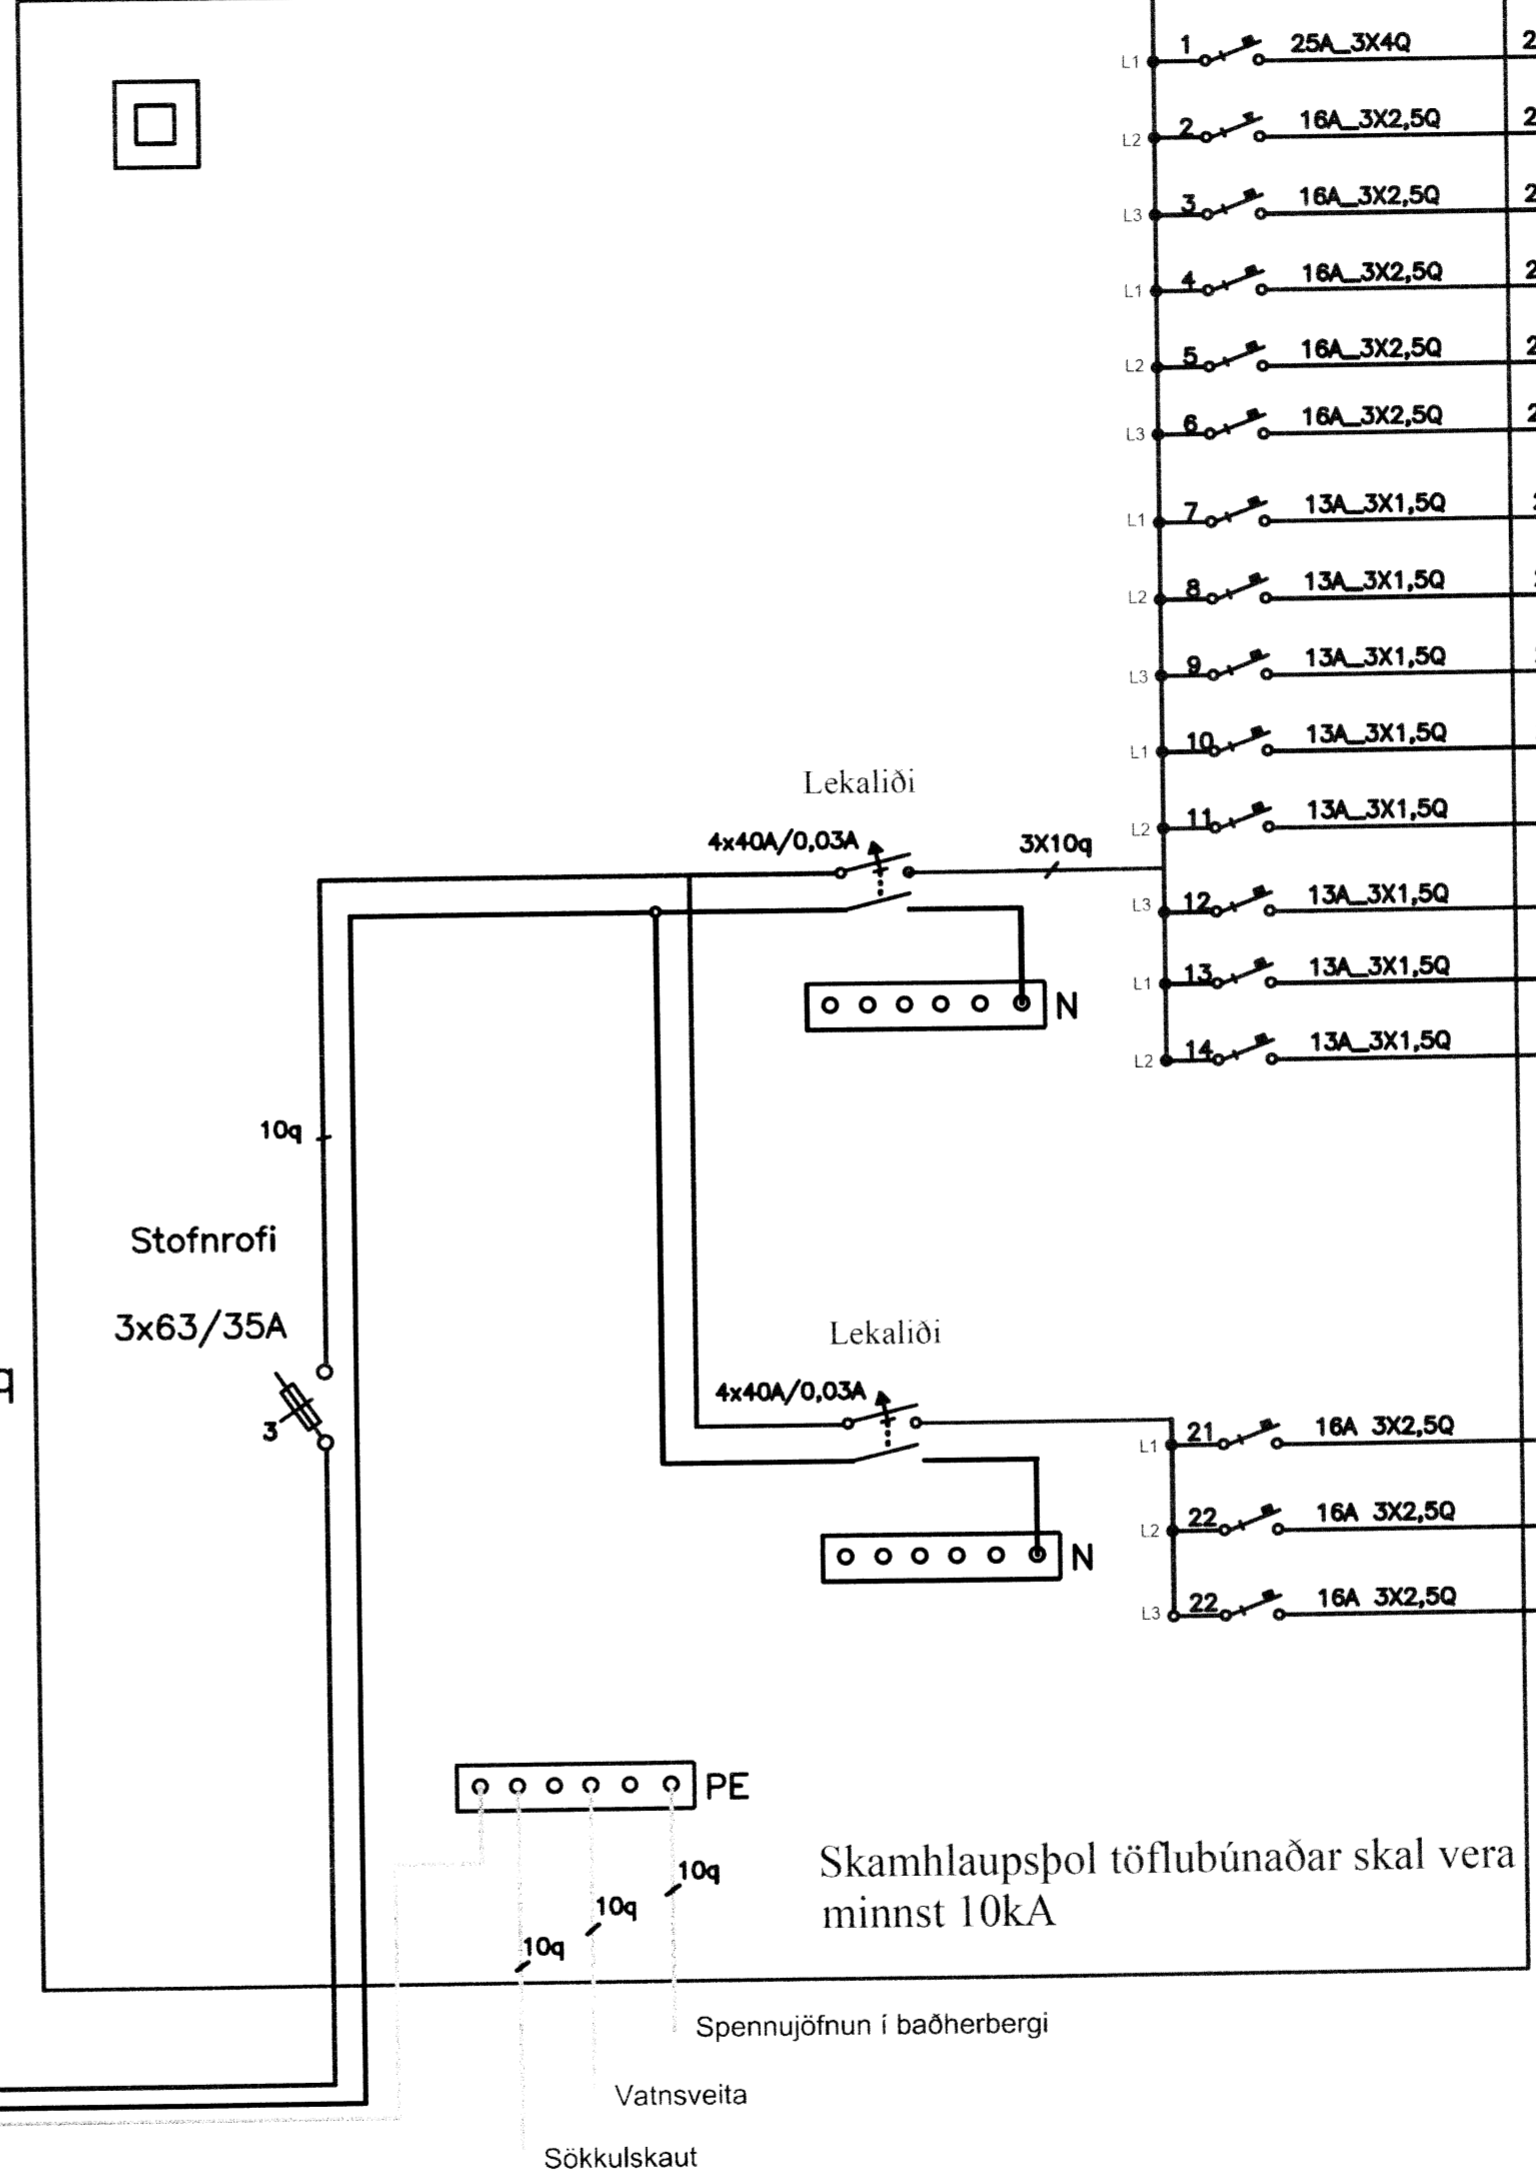 L1 1 25A_3X4Q 2
L2 2 16A_3X2,5Q 2
L3 3 16A_3X2,5Q 2
L1 4 16A_3X2,5Q 2
L2 5 16A_3X2,5Q 2
L3 6 16A_3X2,5Q 2
L1 7 13A_3X1,5Q
L2 8 13A_3X1,5Q
L3 9 13A_3X1,5Q
L1 10 13A_3X1,5Q
Lekaliði
L2 11 13A_3X1,5Q
4x40A/0,03A 3X10q
L3 12 13A_3X1,5Q
L1 13 13A_3X1,5Q
N
L2 14 13A_3X1,5Q
10q
Stofnrofi
3x63/35A
3
Lekaliði
4x40A/0,03A
L1 21 16A 3X2,5Q
L2 22 16A 3X2,5Q
N
L3 22 16A 3X2,5Q
PE
Skamhlaupsþol töflubúnaðar skal vera
minnst 10kA
10q
10q
10q
Spennujöfnun í baðherbergi
Vatnsveita
Sökkulskaut